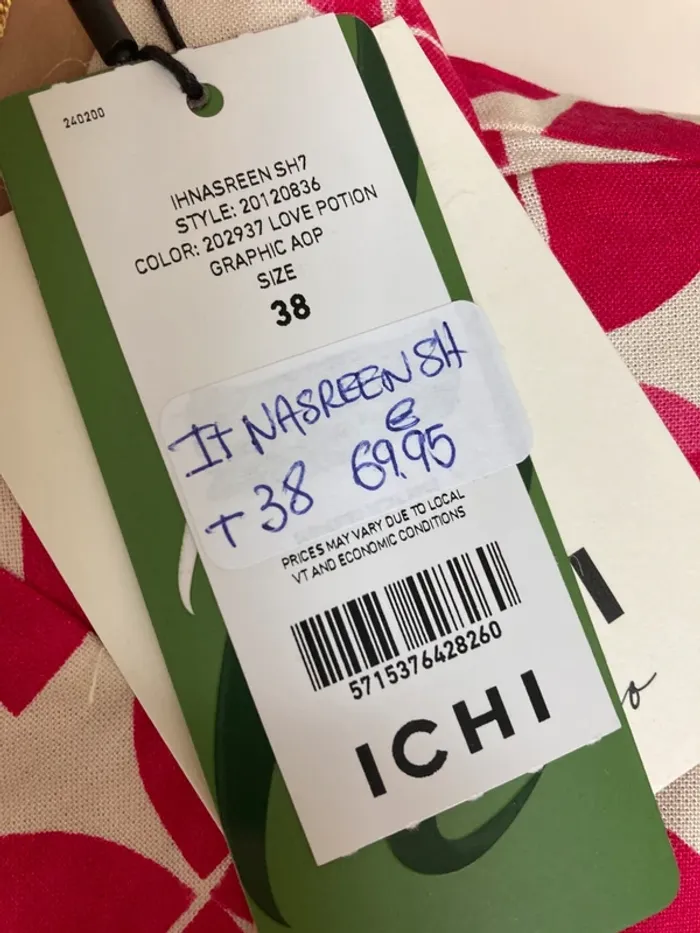 240200
IHNASREEN SH7
STYLE: 20120836
COLOR: 202937 LOVE POTION
GRAPHIC AOP
SIZE
38
IH NASREEN SH
+ 38 € 69.95
PRICES MAY VARY DUE TO LOCAL
VT AND ECONOMIC CONDITIONS
5715376428260
ICHI